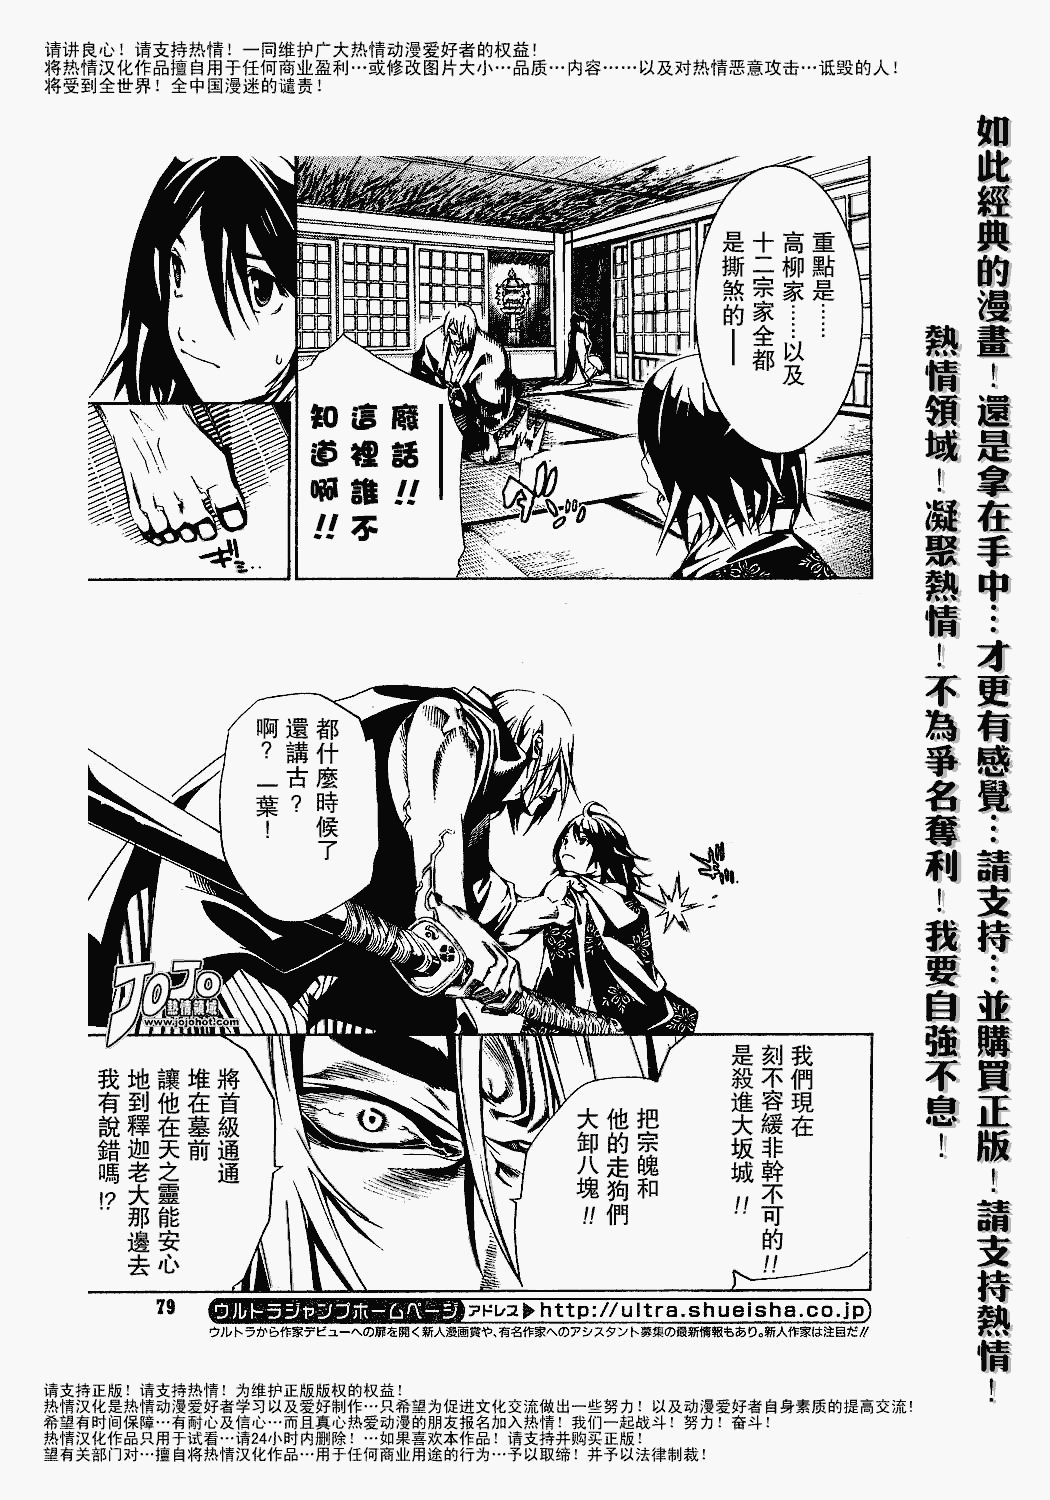 请讲良心！请支持热情！一同维护广大热情动漫爱好者的权益！
将热情汉化作品擅自用于任何商业盈利…或修改图片大小…品质…内容……以及对热情恶意攻击…诋毁的人！
将受到全世界！全中国漫迷的谴责！
如此經典的漫畫！還是拿在手中…才更有感覺…請支持…並購買正版！請支持熱情！
熱情領域！凝聚熱情！不為爭名奪利！我要自強不息！
重點是……
高柳家……以及
十二宗家全都
是撕煞的──
──
廢話!!
這裡誰不
知道啊!!
ギシ…
都什麼時候了
還講古？
啊？一葉！
JOJO
熱情領域
www.jojohot.com
我們現在
刻不容緩非幹不可的!!
是殺進大坂城!!
把宗魄和
他的走狗們
大卸八塊!!
將首級通通
堆在墓前
讓他在天之靈能安心
地到釋迦老大那邊去
我有說錯嗎!?
79
ウルトラジャンプホームページ アドレス▶http://ultra.shueisha.co.jp
ウルトラから作家デビューへの扉を開く新人漫画賞や、有名作家へのアシスタント募集の最新情報もあり。新人作家は注目だ!!
请支持正版！请支持热情！为维护正版版权的权益！
热情汉化是热情动漫爱好者学习以及爱好制作…只希望为促进文化交流做出一些努力！以及动漫爱好者自身素质的提高交流！
希望有时间保障…有耐心及信心…而且真心热爱动漫的朋友报名加入热情！我们一起战斗！努力！奋斗！
热情汉化作品只用于试看…请24小时内删除！…如果喜欢本作品！请支持并购买正版！
望有关部门对…擅自将热情汉化作品…用于任何商业用途的行为…予以取缔！并予以法律制裁！